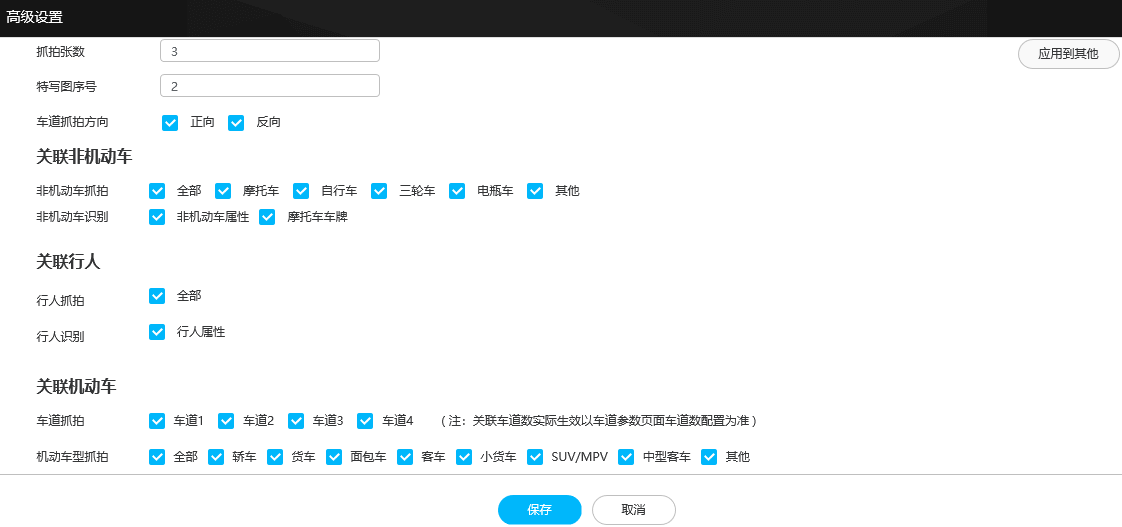 高级设置
抓拍张数 3 应用到其他
特写图序号 2
车道抓拍方向 正向 反向
关联非机动车
非机动车抓拍 全部 摩托车 自行车 三轮车 电瓶车 其他
非机动车识别 非机动车属性 摩托车车牌
关联行人
行人抓拍 全部
行人识别 行人属性
关联机动车
车道抓拍 车道1 车道2 车道3 车道4 （注：关联车道数实际生效以车道参数页面车道数配置为准）
机动车型抓拍 全部 轿车 货车 面包车 客车 小货车 SUV/MPV 中型客车 其他
保存 取消